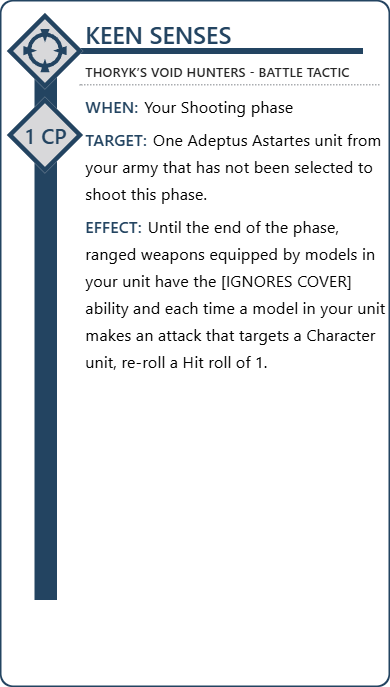 KEEN SENSES
THORYK'S VOID HUNTERS - BATTLE TACTIC
WHEN: Your Shooting phase
1 CP
TARGET: One Adeptus Astartes unit from
your army that has not been selected to
shoot this phase.
EFFECT: Until the end of the phase,
ranged weapons equipped by models in
your unit have the [IGNORES COVER]
ability and each time a model in your unit
makes an attack that targets a Character
unit, re-roll a Hit roll of 1.